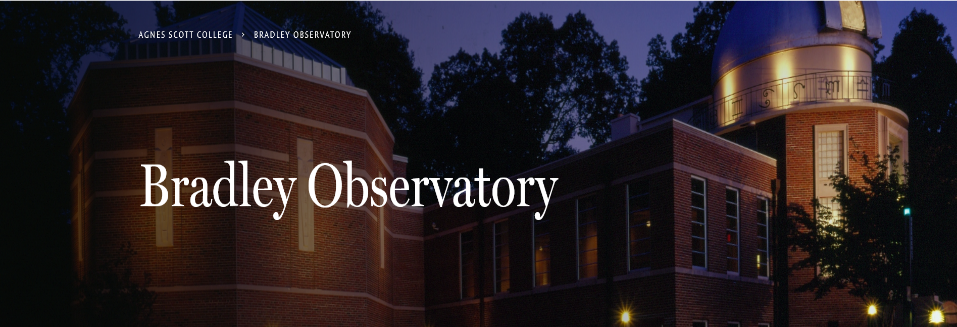 AGNES SCOTT COLLEGE › BRADLEY OBSERVATORY
Bradley Observatory